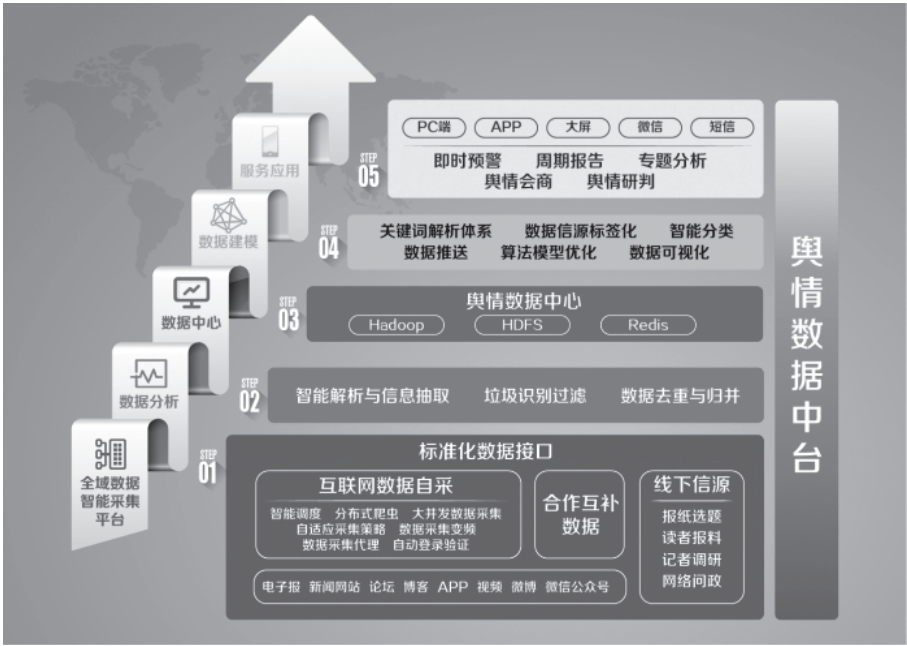 服务应用
数据建模
数据中心
数据分析
全域数据
智能采集
平台
STEP
05
PC端 APP 大屏 微信 短信
即时预警 周期报告 专题分析
舆情会商 舆情研判
STEP
04
关键词解析体系 数据信源标签化 智能分类
数据推送 算法模型优化 数据可视化
STEP
03
舆情数据中心
Hadoop HDFS Redis
STEP
02
智能解析与信息抽取 垃圾识别过滤 数据去重与归并
STEP
01
标准化数据接口
互联网数据自采
智能调度 分布式爬虫 大并发数据采集
自适应采集策略 数据采集变频
数据采集代理 自动登录验证
合作互补
数据
线下信源
报纸选题
读者报料
记者调研
网络问政
电子报 新闻网站 论坛 博客 APP 视频 微博 微信公众号
舆情数据中台